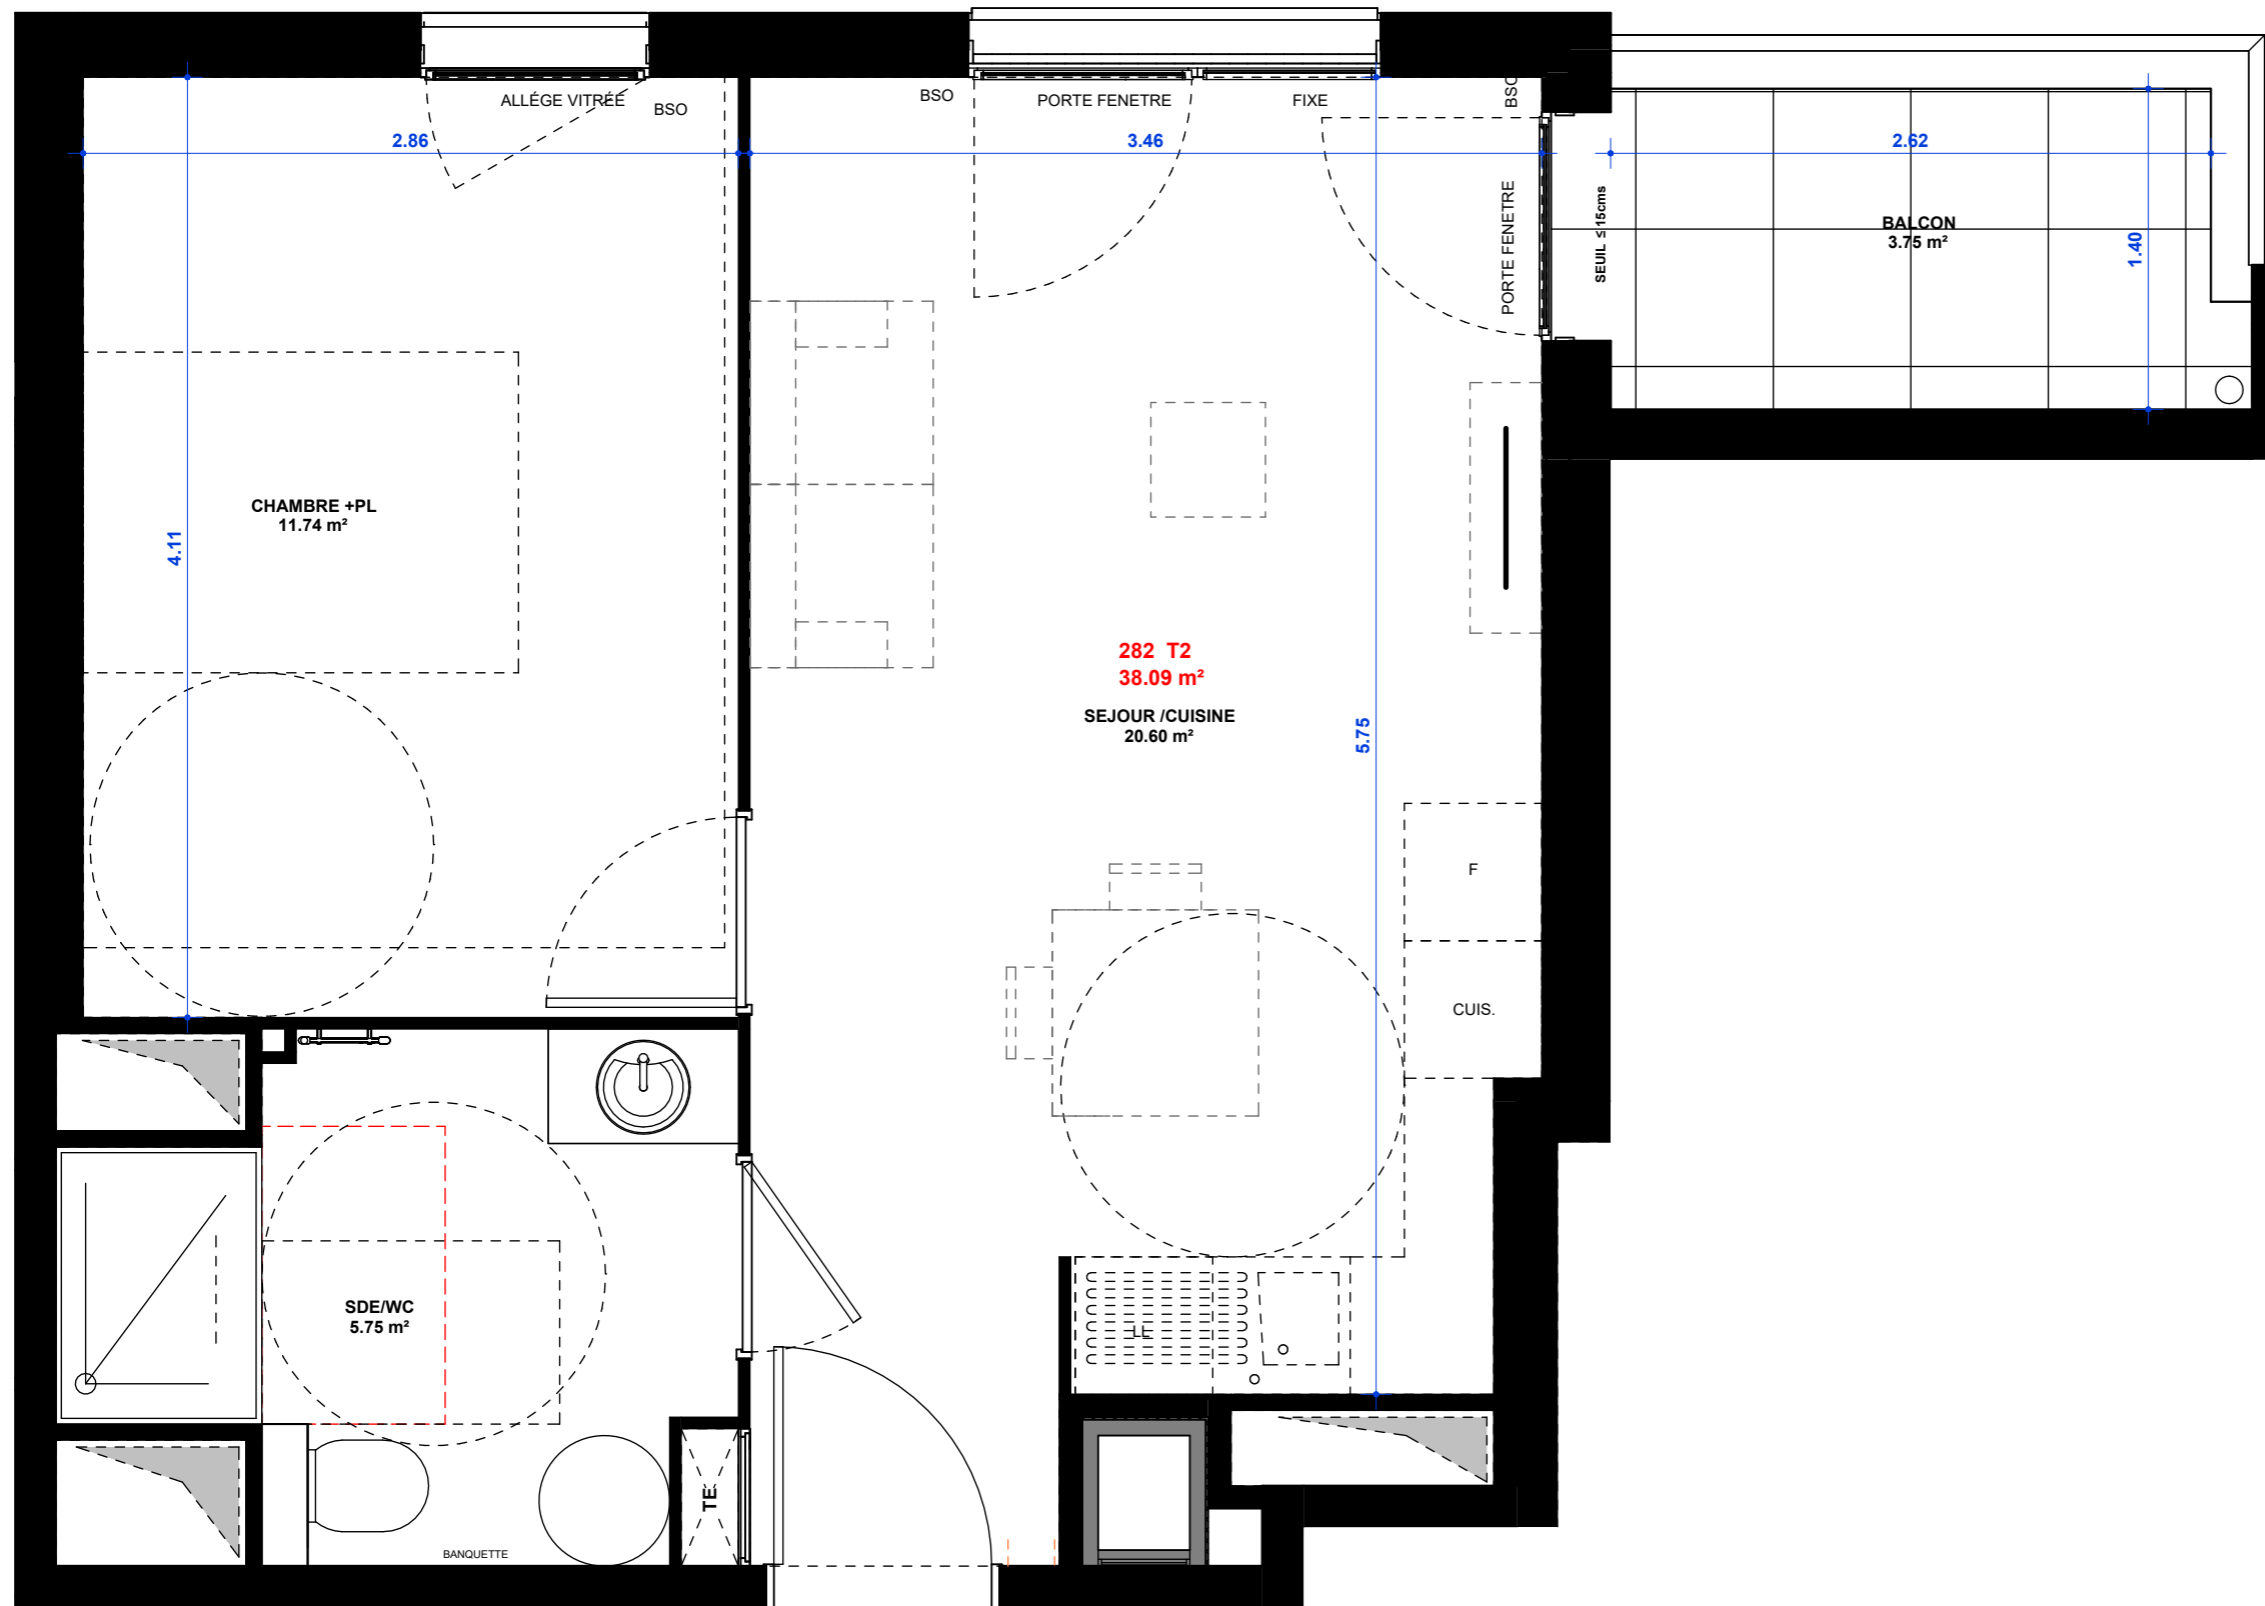 ALLÉGE VITRÉE
BSO
BSO
PORTE FENETRE
FIXE
BSO
2.86
3.46
2.62
PORTE FENETRE
SEUIL ≤ 15cms
BALCON
3.75 m²
1.40
CHAMBRE +PL
11.74 m²
4.11
282 T2
38.09 m²
SEJOUR /CUISINE
20.60 m²
5.75
F
CUIS.
SDE/WC
5.75 m²
LL
TE
BANQUETTE